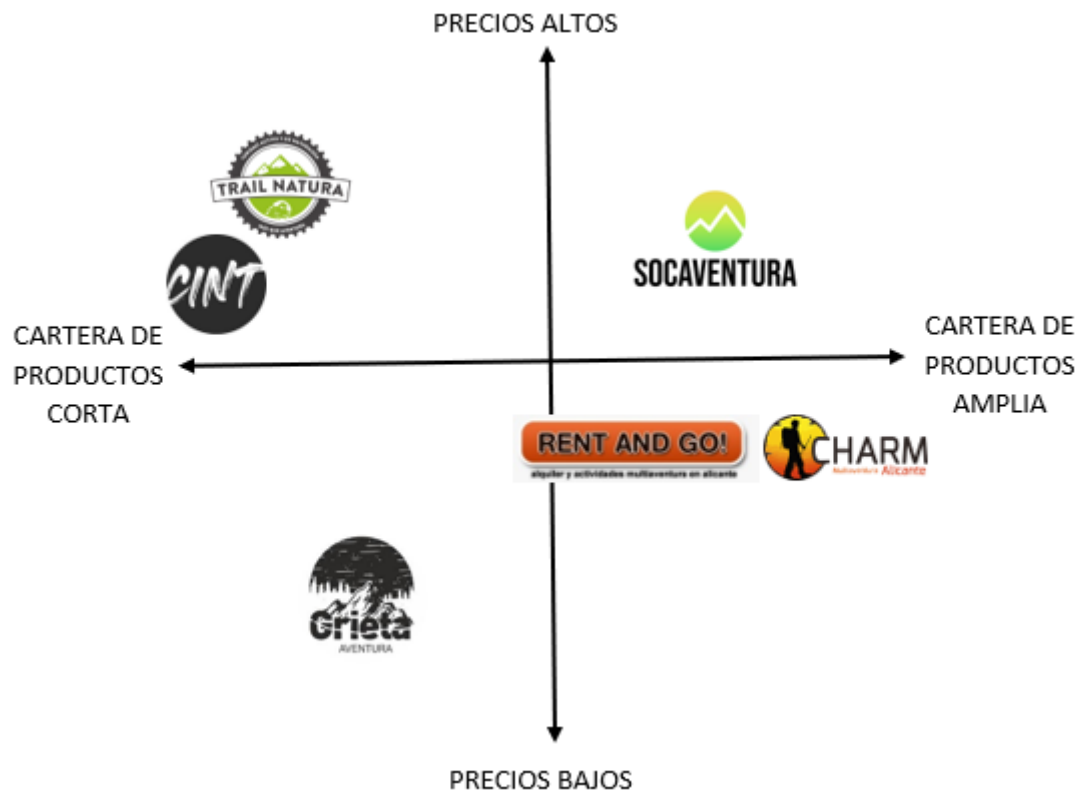 PRECIOS ALTOS
TRAIL NATURA
CINT
SOCAVENTURA
CARTERA DE
PRODUCTOS
CORTA
CARTERA DE
PRODUCTOS
AMPLIA
RENT AND GO!
alquiler y actividades multiaventura en alicante
CHARM
Multiaventura Alicante
Grieta
AVENTURA
PRECIOS BAJOS